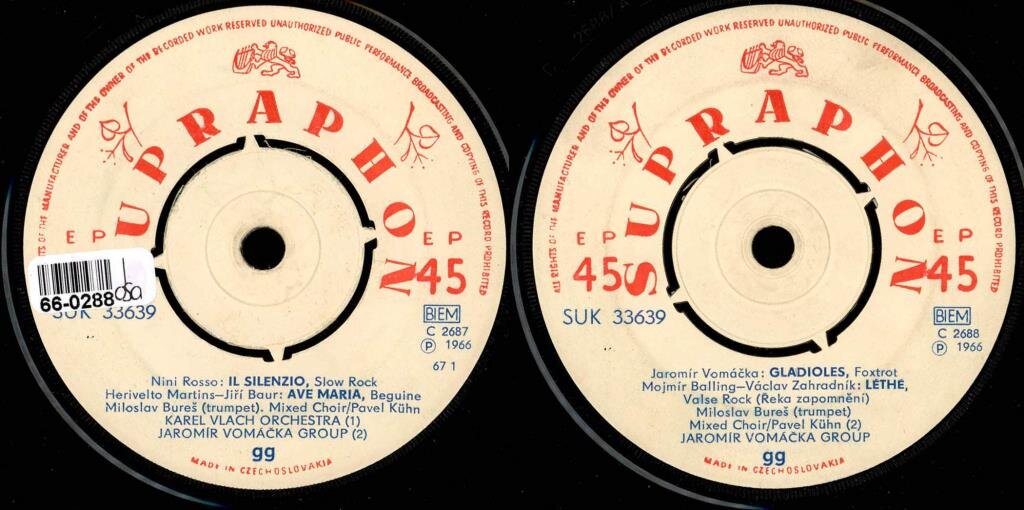 RIGHTS OF THE MANUFACTURER AND OF THE OWNER OF THE RECORDED WORK RESERVED UNAUTHORIZED PUBLIC PERFORMANCE BROADCASTING AND COPYING OF THIS RECORD PROHIBITED
UPRAPHON
EP
EP
45
66-0288
SUK 33639
BIEM
C 2687
Ⓟ 1966
67 1
Nini Rosso: IL SILENZIO, Slow Rock
Herivelto Martins—Jiří Baur: AVE MARIA, Beguine
Miloslav Bureš (trumpet). Mixed Choir/Pavel Kühn
KAREL VLACH ORCHESTRA (1)
JAROMÍR VOMÁČKA GROUP (2)
gg
MADE IN CZECHOSLOVAKIA
ALL RIGHTS OF THE MANUFACTURER AND OF THE OWNER OF THE RECORDED WORK RESERVED UNAUTHORIZED PUBLIC PERFORMANCE BROADCASTING AND COPYING OF THIS RECORD PROHIBITED
SUPRAPHON
EP
EP
45
45
SUK 33639
BIEM
C 2688
Ⓟ 1966
Jaromír Vomáčka: GLADIOLES, Foxtrot
Mojmír Balling—Václav Zahradník: LÉTHÉ,
Valse Rock (Řeka zapomnění)
Miloslav Bureš (trumpet)
Mixed Choir/Pavel Kühn (2)
JAROMÍR VOMÁČKA GROUP
gg
MADE IN CZECHOSLOVAKIA